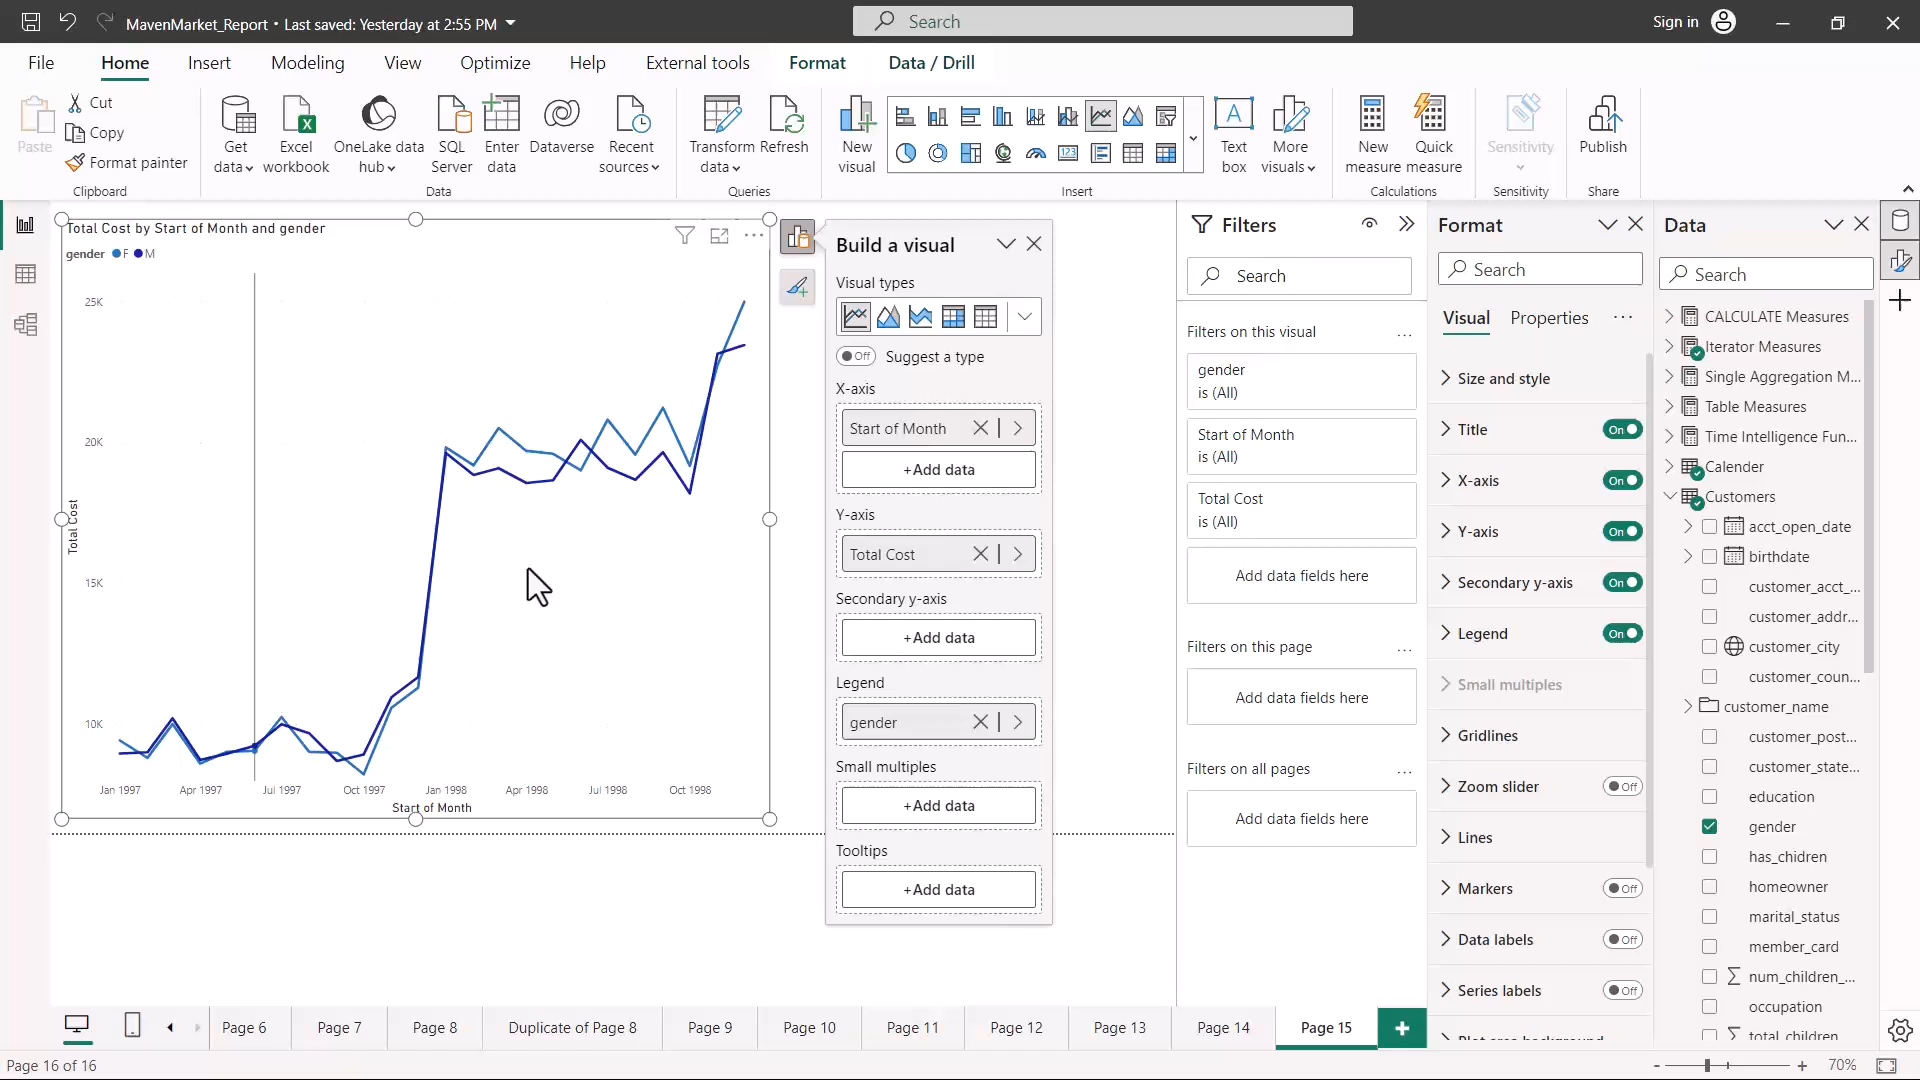 MavenMarket_Report • Last saved: Yesterday at 2:55 PM
Search
Sign in
File
Home
Insert
Modeling
View
Optimize
Help
External tools
Format
Data / Drill
Paste
Cut
Copy
Format painter
Clipboard
Get data
Excel workbook
OneLake data hub
SQL Server
Enter data
Dataverse
Recent sources
Data
Transform data
Refresh
Queries
New visual
Text box
More visuals
Insert
New measure
Quick measure
Calculations
Sensitivity
Sensitivity
Publish
Share
Total Cost by Start of Month and gender
gender F M
25K
20K
15K
10K
Total Cost
Jan 1997
Apr 1997
Jul 1997
Oct 1997
Jan 1998
Apr 1998
Jul 1998
Oct 1998
Start of Month
Build a visual
Visual types
Off
Suggest a type
X-axis
Start of Month
+Add data
Y-axis
Total Cost
Secondary y-axis
+Add data
Legend
gender
Small multiples
+Add data
Tooltips
+Add data
Filters
Search
Filters on this visual
gender
is (All)
Start of Month
is (All)
Total Cost
is (All)
Add data fields here
Filters on this page
Add data fields here
Filters on all pages
Add data fields here
Format
Search
Visual
Properties
Size and style
Title On
X-axis On
Y-axis On
Secondary y-axis On
Legend On
Small multiples
Gridlines
Zoom slider Off
Lines
Markers Off
Data labels Off
Series labels Off
Plot area background
Data
Search
CALCULATE Measures
Iterator Measures
Single Aggregation M...
Table Measures
Time Intelligence Fun...
Calender
Customers
acct_open_date
birthdate
customer_acct_...
customer_addr...
customer_city
customer_coun...
customer_name
customer_post...
customer_state...
education
gender
has_chidren
homeowner
marital_status
member_card
num_children_...
occupation
total_children
Page 6
Page 7
Page 8
Duplicate of Page 8
Page 9
Page 10
Page 11
Page 12
Page 13
Page 14
Page 15
Page 16 of 16
70%